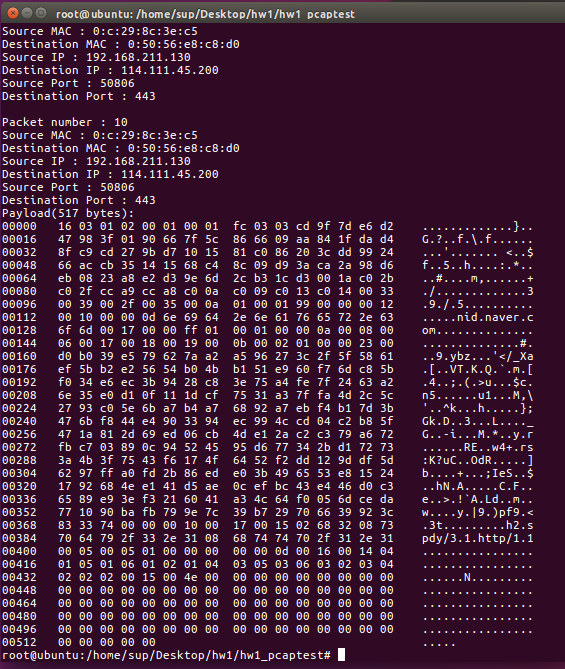 root@ubuntu: /home/sup/Desktop/hw1/hw1_pcaptest
Source MAC : 0:c:29:8c:3e:c5
Destination MAC : 0:50:56:e8:c8:d0
Source IP : 192.168.211.130
Destination IP : 114.111.45.200
Source Port : 50806
Destination Port : 443
Packet number : 10
Source MAC : 0:c:29:8c:3e:c5
Destination MAC : 0:50:56:e8:c8:d0
Source IP : 192.168.211.130
Destination IP : 114.111.45.200
Source Port : 50806
Destination Port : 443
Payload(517 bytes):
00000 16 03 01 02 00 01 00 01 fc 03 03 cd 9f 7d e6 d2 .............}..
00016 47 98 3f 01 90 66 7f 5c 86 66 09 aa 84 1f da d4 G.?..f.\.f......
00032 8f c9 cd 27 9b d7 10 15 81 c0 86 20 3c dd 99 24 ...'....... <..$
00048 66 ac cb 35 14 15 68 c4 8c 09 d9 3a ca 2a 98 d6 f..5..h....:.*..
00064 eb 08 23 a8 e2 d3 9e 6d 2c b3 1c d3 00 1a c0 2b ..#....m,......+
00080 c0 2f cc a9 cc a8 c0 0a c0 09 c0 13 c0 14 00 33 ./.............3
00096 00 39 00 2f 00 35 00 0a 01 00 01 99 00 00 00 12 .9./.5..........
00112 00 10 00 00 0d 6e 69 64 2e 6e 61 76 65 72 2e 63 .....nid.naver.c
00128 6f 6d 00 17 00 00 ff 01 00 01 00 00 0a 00 08 00 om..............
00144 06 00 17 00 18 00 19 00 0b 00 02 01 00 00 23 00 ..............#.
00160 d0 b0 39 e5 79 62 7a a2 a5 96 27 3c 2f 5f 58 61 ..9.ybz...'</_Xa
00176 ef 5b b2 e2 56 54 b0 4b b1 51 e9 60 f7 6d c8 5b .[..VT.K.Q.`.m.[
00192 f0 34 e6 ec 3b 94 28 c8 3e 75 a4 fe 7f 24 63 a2 .4..;.(.>u...$c.
00208 6e 35 e0 d1 0f 11 1d cf 75 31 a3 7f fa 4d 2c 5c n5......u1...M,\
00224 27 93 c0 5e 6b a7 b4 a7 68 92 a7 eb f4 b1 7d 3b '..^k...h.....};
00240 47 6b f8 44 e4 90 33 94 ec 99 4c cd 04 c2 b8 5f Gk.D..3...L...._
00256 47 1a 81 2d 69 ed 06 cb 4d e1 2a c2 c3 79 a6 72 G..-i...M.*..y.r
00272 fb c7 03 89 0c 94 52 45 95 d6 77 34 2b d1 72 73 ......RE..w4+.rs
00288 3a 4b 3f 75 43 f6 17 4f 64 52 f2 dd 12 9d df 5d :K?uC..OdR.....]
00304 62 97 ff a0 fd 2b 86 ed e0 3b 49 65 53 e8 15 24 b....+...;IeS..$
00320 17 92 68 4e e1 41 d5 ae 0c ef bc 43 e4 46 d0 c3 ..hN.A.....C.F..
00336 65 89 e9 3e f3 21 60 41 a3 4c 64 f0 05 6d ce da e..>.!`A.Ld..m..
00352 77 10 90 ba fb 79 9e 7c 39 b7 29 70 66 39 92 3c w....y.|9.)pf9.<
00368 83 33 74 00 00 00 10 00 17 00 15 02 68 32 08 73 .3t.........h2.s
00384 70 64 79 2f 33 2e 31 08 68 74 74 70 2f 31 2e 31 pdy/3.1.http/1.1
00400 00 05 00 05 01 00 00 00 00 00 0d 00 16 00 14 04 ................
00416 01 05 01 06 01 02 01 04 03 05 03 06 03 02 03 04 ................
00432 02 02 02 00 15 00 4e 00 00 00 00 00 00 00 00 00 ......N.........
00448 00 00 00 00 00 00 00 00 00 00 00 00 00 00 00 00 ................
00464 00 00 00 00 00 00 00 00 00 00 00 00 00 00 00 00 ................
00480 00 00 00 00 00 00 00 00 00 00 00 00 00 00 00 00 ................
00496 00 00 00 00 00 00 00 00 00 00 00 00 00 00 00 00 ................
00512 00 00 00 00 00 .....
root@ubuntu:/home/sup/Desktop/hw1/hw1_pcaptest#